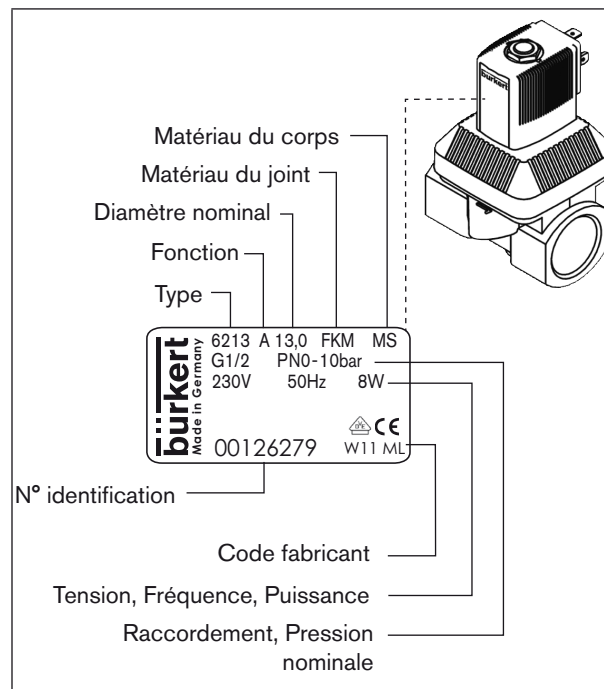 burkert
Matériau du corps
Matériau du joint
Diamètre nominal
Fonction
Type
bürkert
Made in Germany
6213 A 13,0 FKM MS
G1/2 PN0-10bar
230V 50Hz 8W
CE
00126279 W11 ML
N° identification
Code fabricant
Tension, Fréquence, Puissance
Raccordement, Pression
nominale